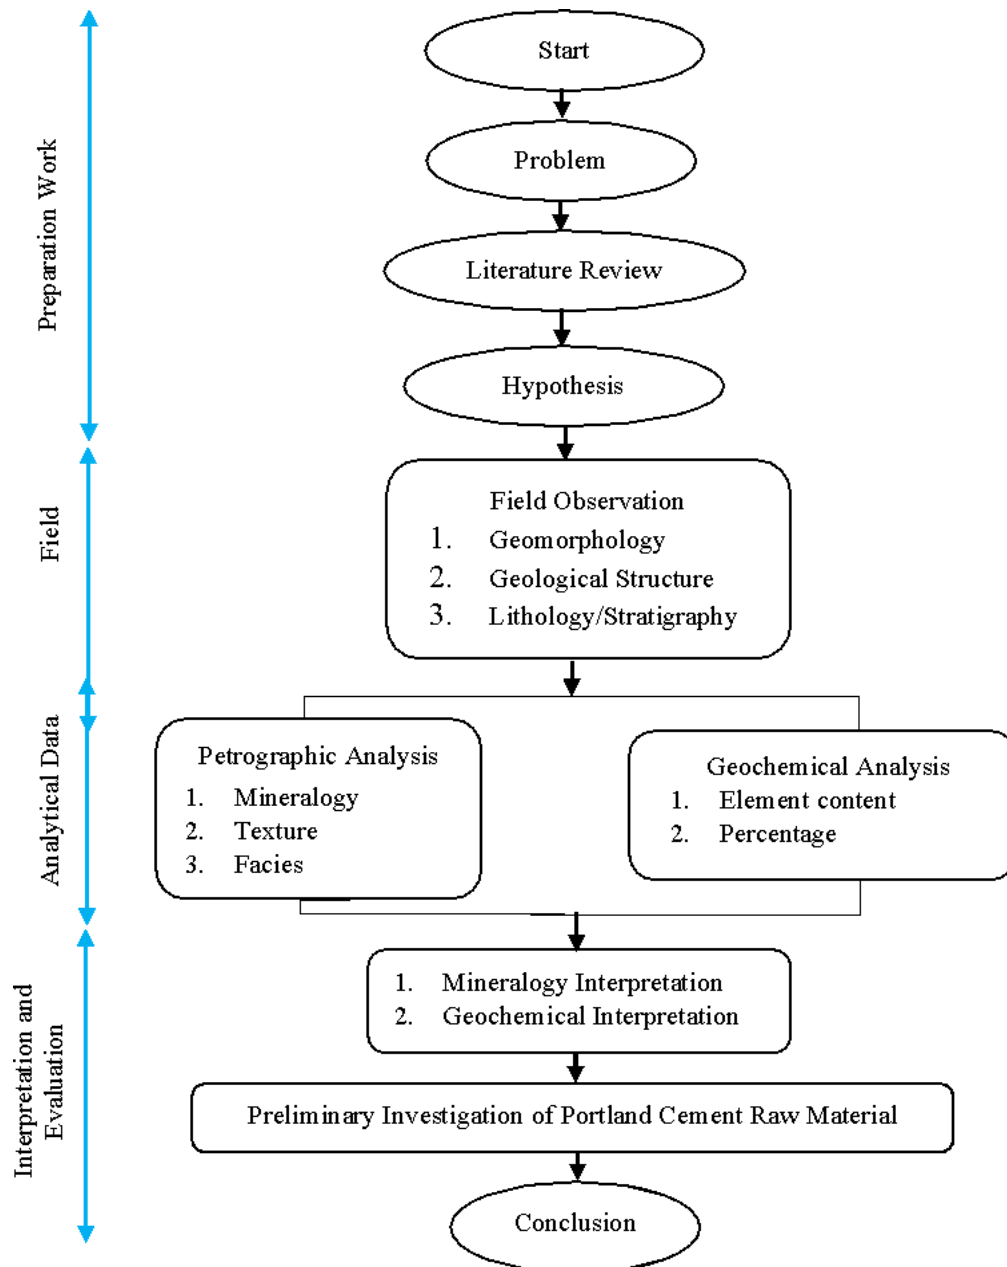 Preparation Work
Start
Problem
Literature Review
Hypothesis
Field
Field Observation
1. Geomorphology
2. Geological Structure
3. Lithology/Stratigraphy
Analytical Data
Petrographic Analysis
1. Mineralogy
2. Texture
3. Facies
Geochemical Analysis
1. Element content
2. Percentage
Interpretation and
Evaluation
1. Mineralogy Interpretation
2. Geochemical Interpretation
Preliminary Investigation of Portland Cement Raw Material
Conclusion